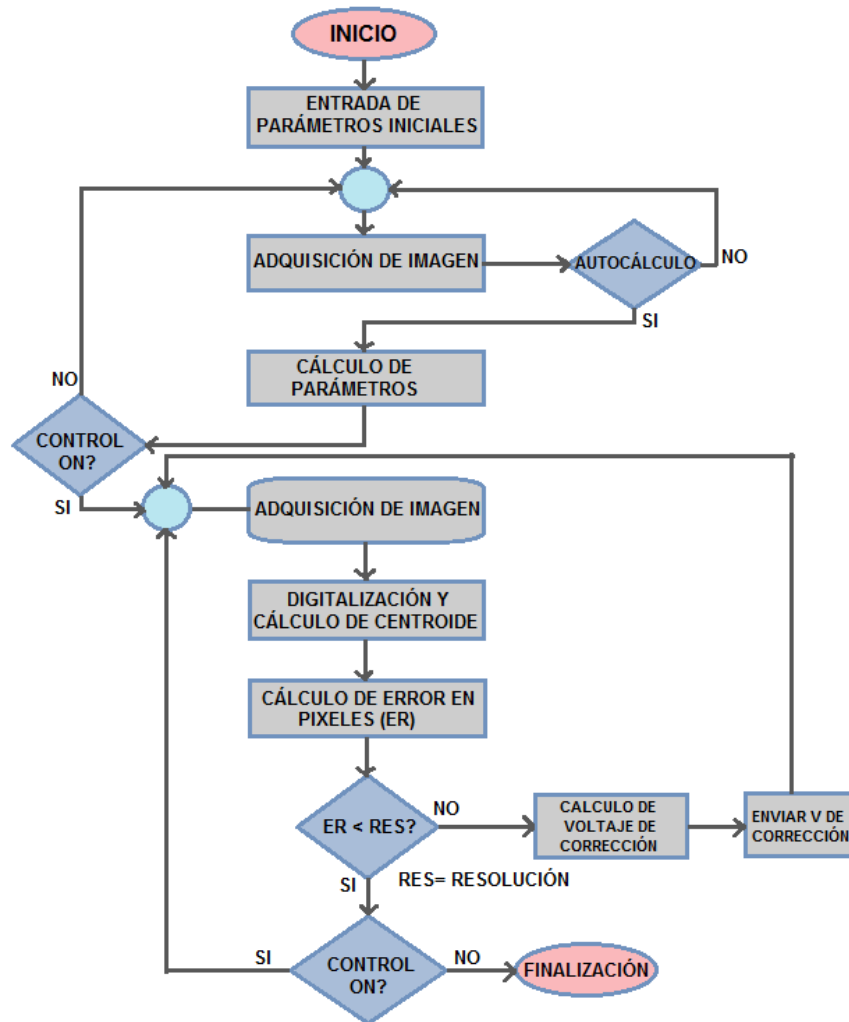 INICIO
ENTRADA DE
PARÁMETROS INICIALES
ADQUISICIÓN DE IMAGEN
AUTOCÁLCULO
NO
SI
CÁLCULO DE
PARÁMETROS
NO
CONTROL
ON?
SI
ADQUISICIÓN DE IMAGEN
DIGITALIZACIÓN Y
CÁLCULO DE CENTROIDE
CÁLCULO DE ERROR EN
PIXELES (ER)
ER < RES?
NO
CALCULO DE
VOLTAJE DE
CORRECCIÓN
ENVIAR V DE
CORRECCIÓN
SI
RES= RESOLUCIÓN
SI
CONTROL
ON?
NO
FINALIZACIÓN